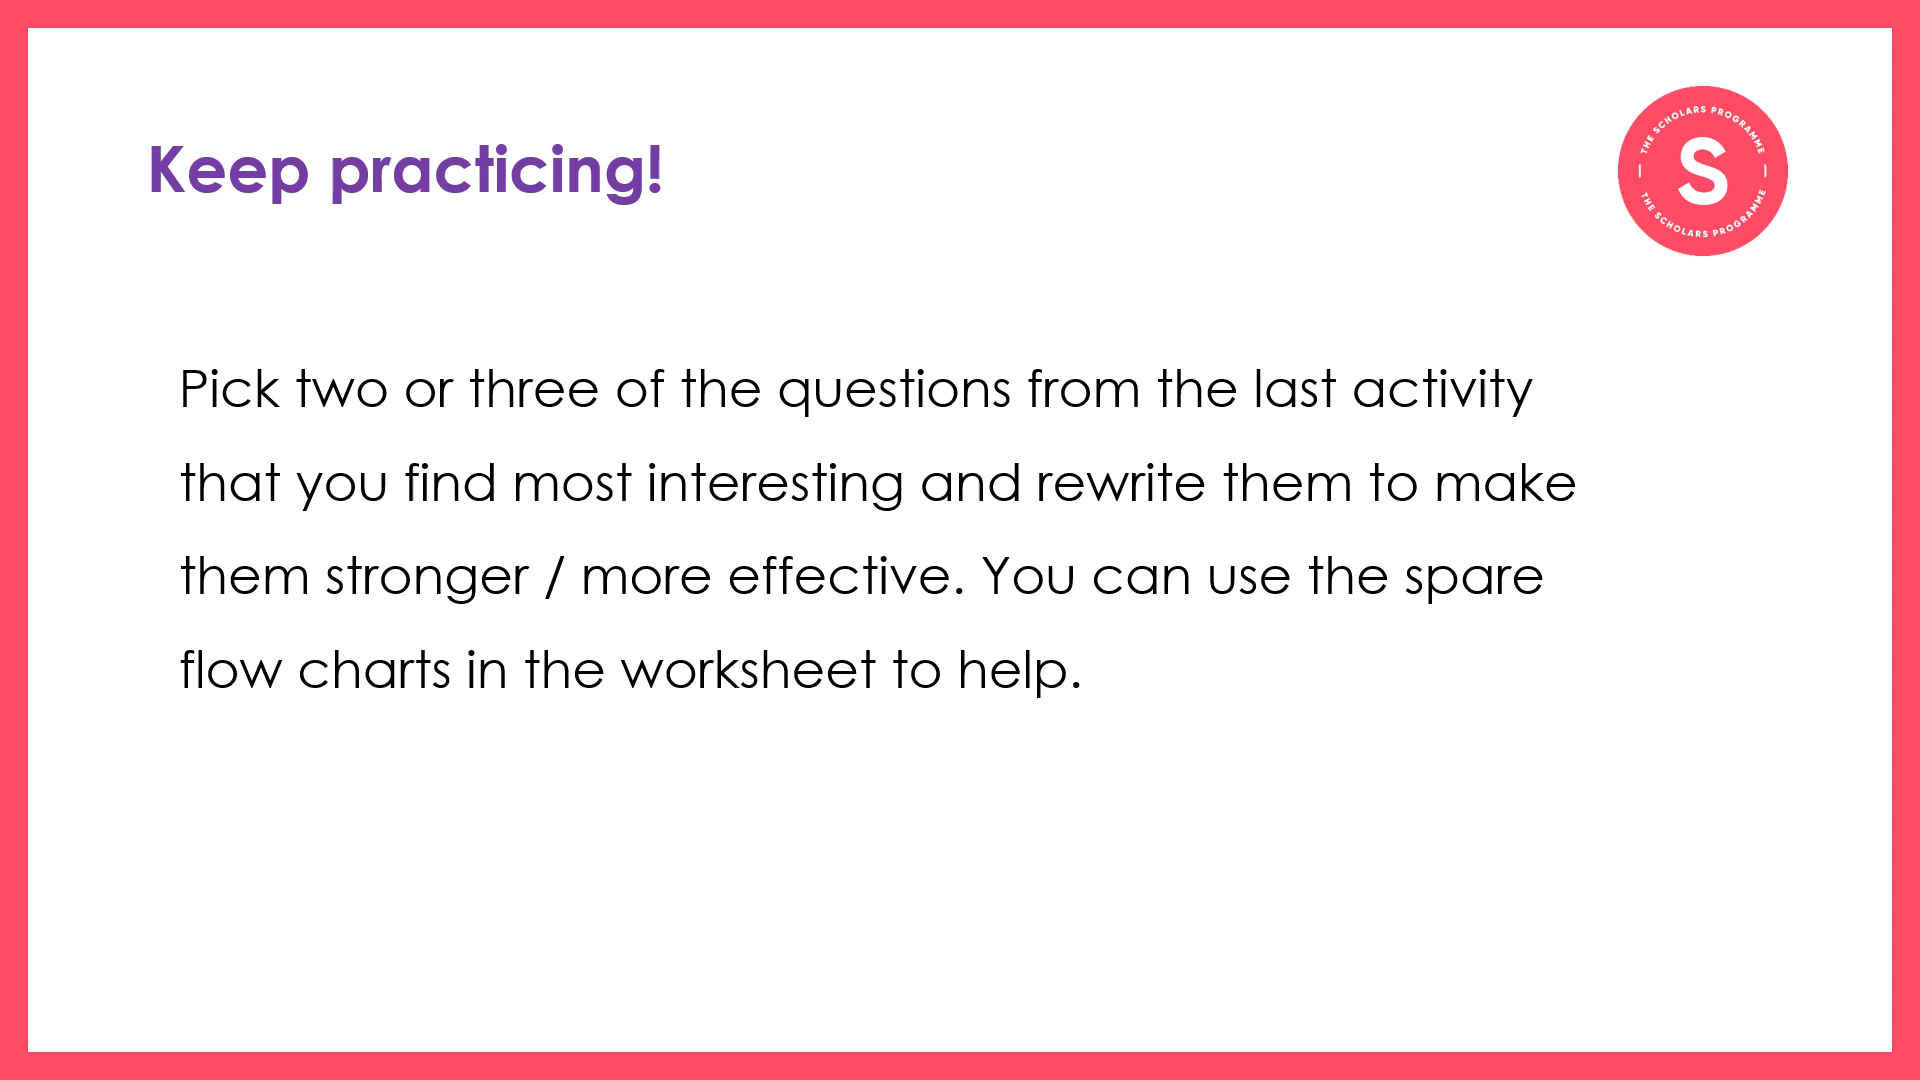 Keep practicing!
THE SCHOLARS PROGRAMME
S
THE SCHOLARS PROGRAMME
Pick two or three of the questions from the last activity
that you find most interesting and rewrite them to make
them stronger / more effective. You can use the spare
flow charts in the worksheet to help.